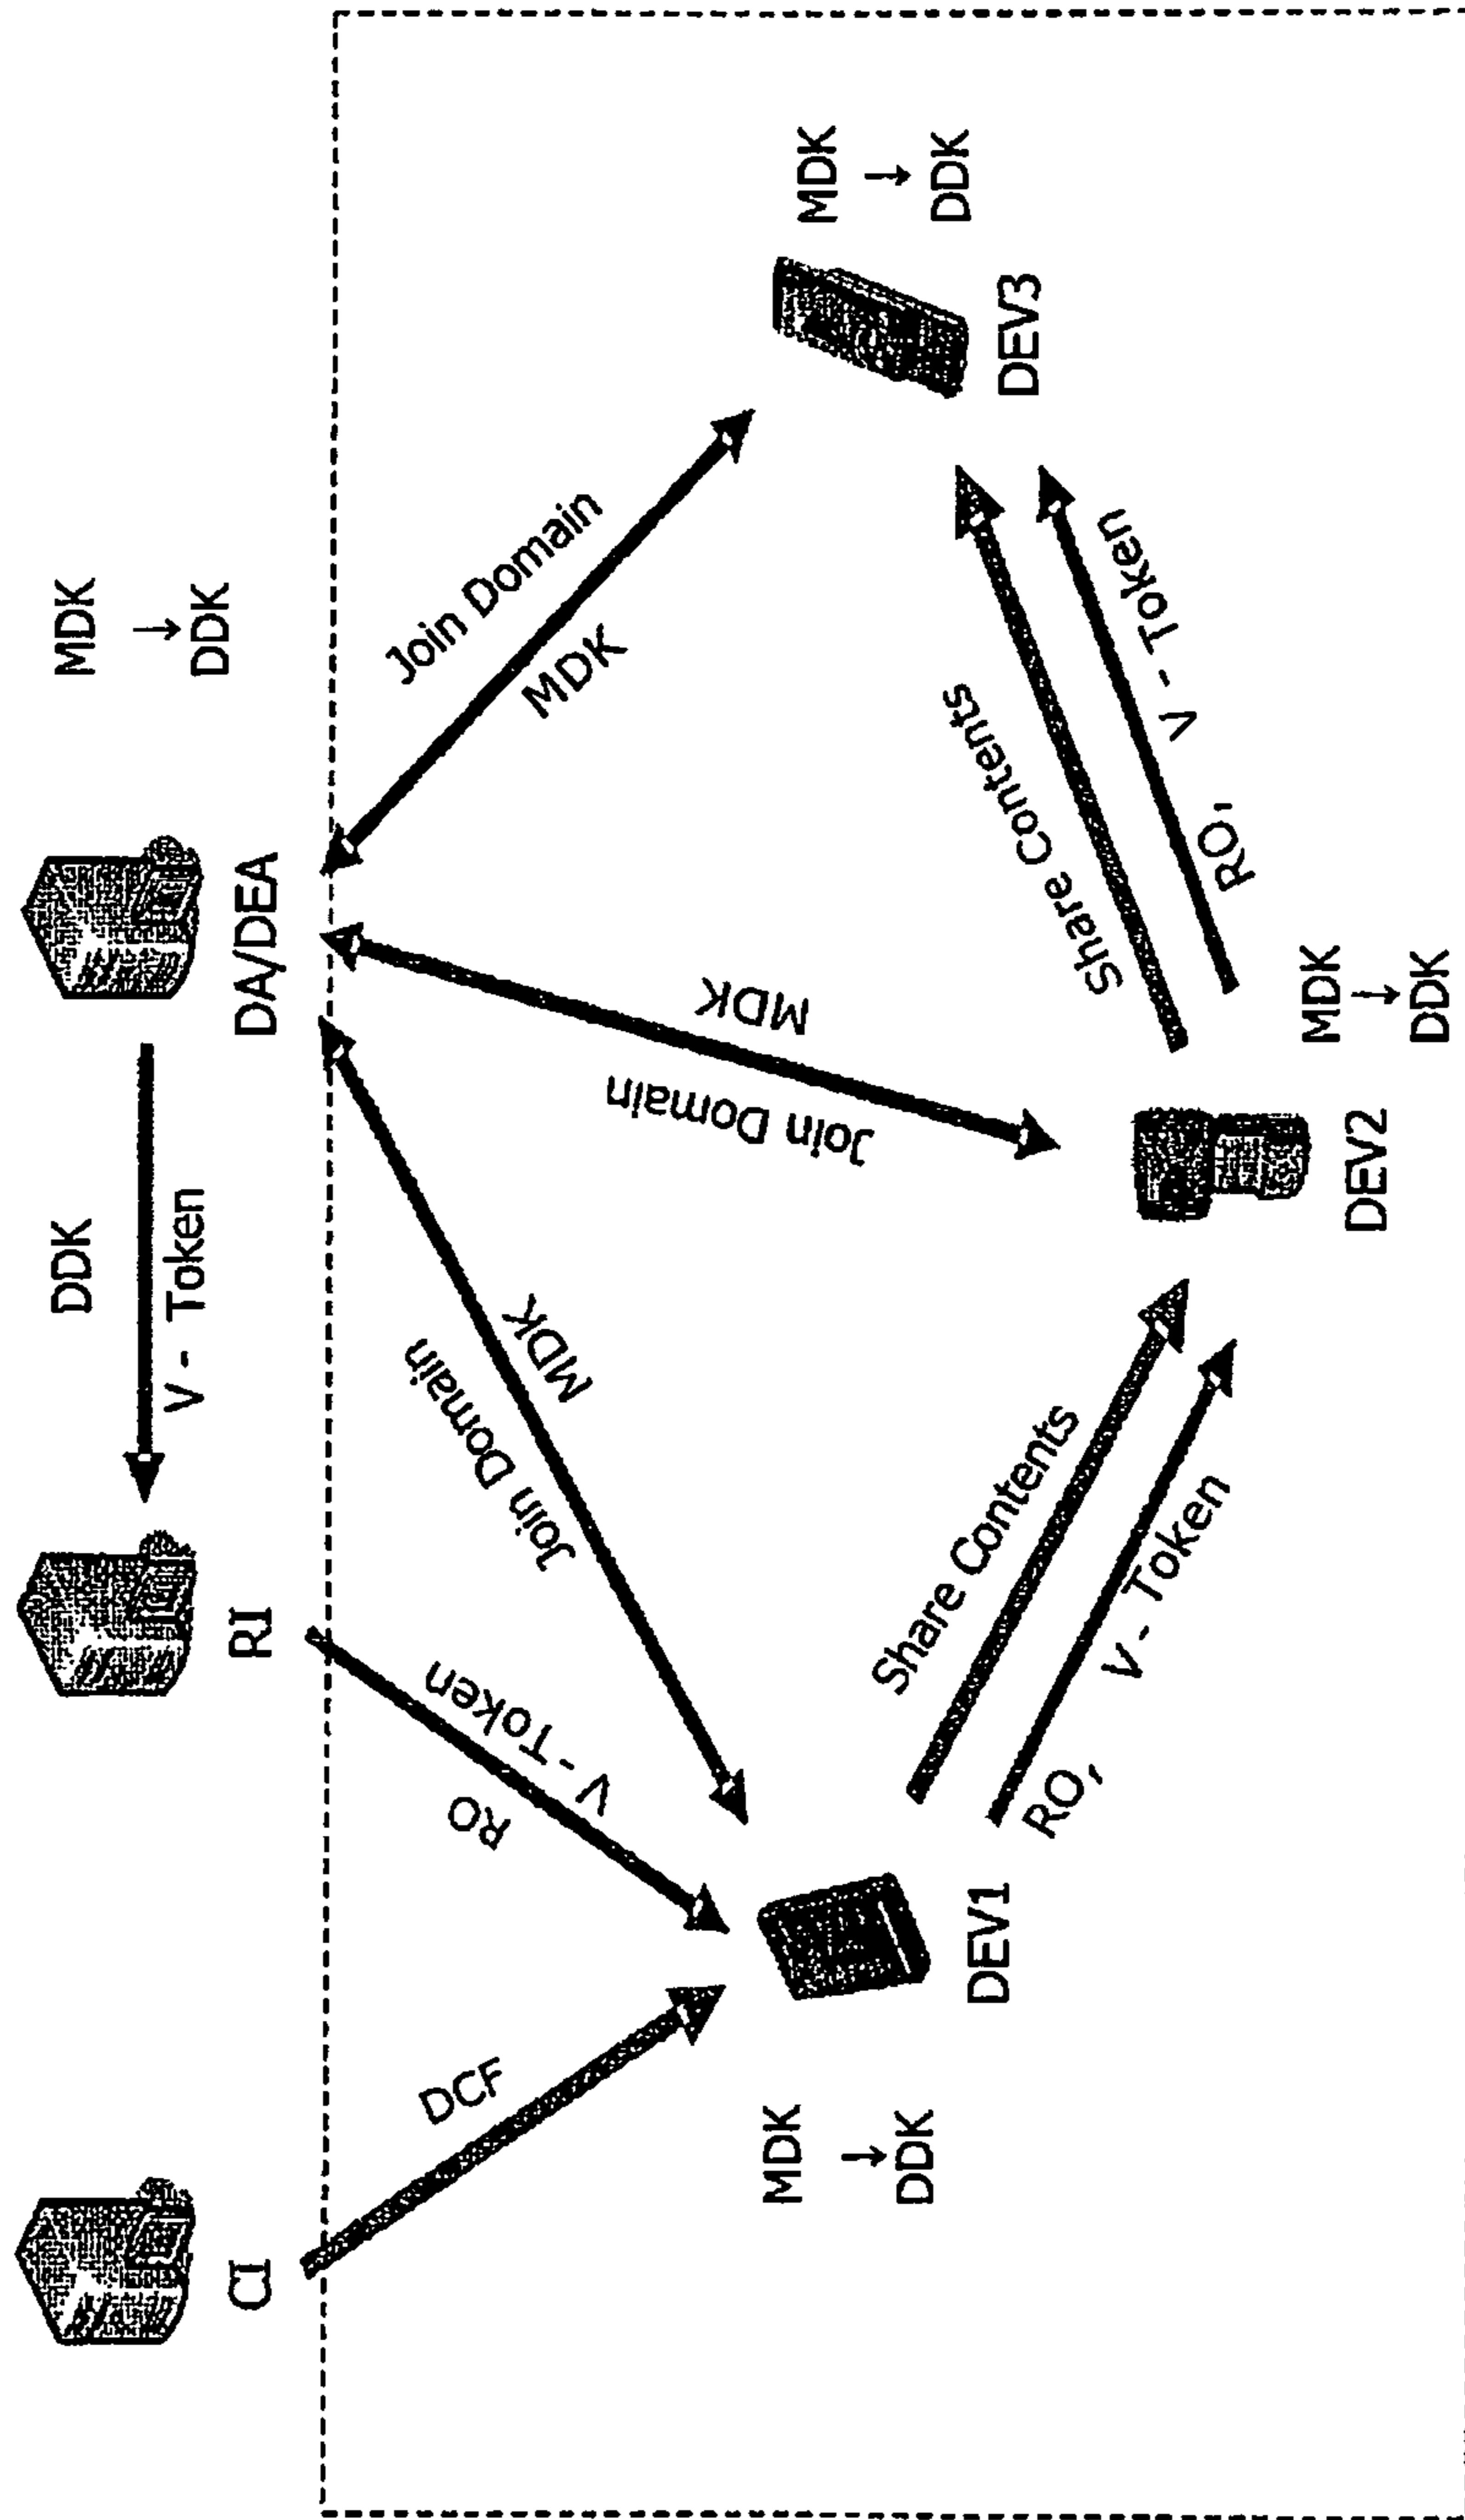 CI
RI
DDK
V - Token
DA/DEA
MDK
DDK
DCF
RO
V - Token
Join Domain
MDK
Join Domain
MDK
Join Domain
MDK
MDK
DDK
DEV1
Share Contents
RO'
V - Token
DEV2
MDK
DDK
Share Contents
RO'
V - Token
DEV3
MDK
DDK